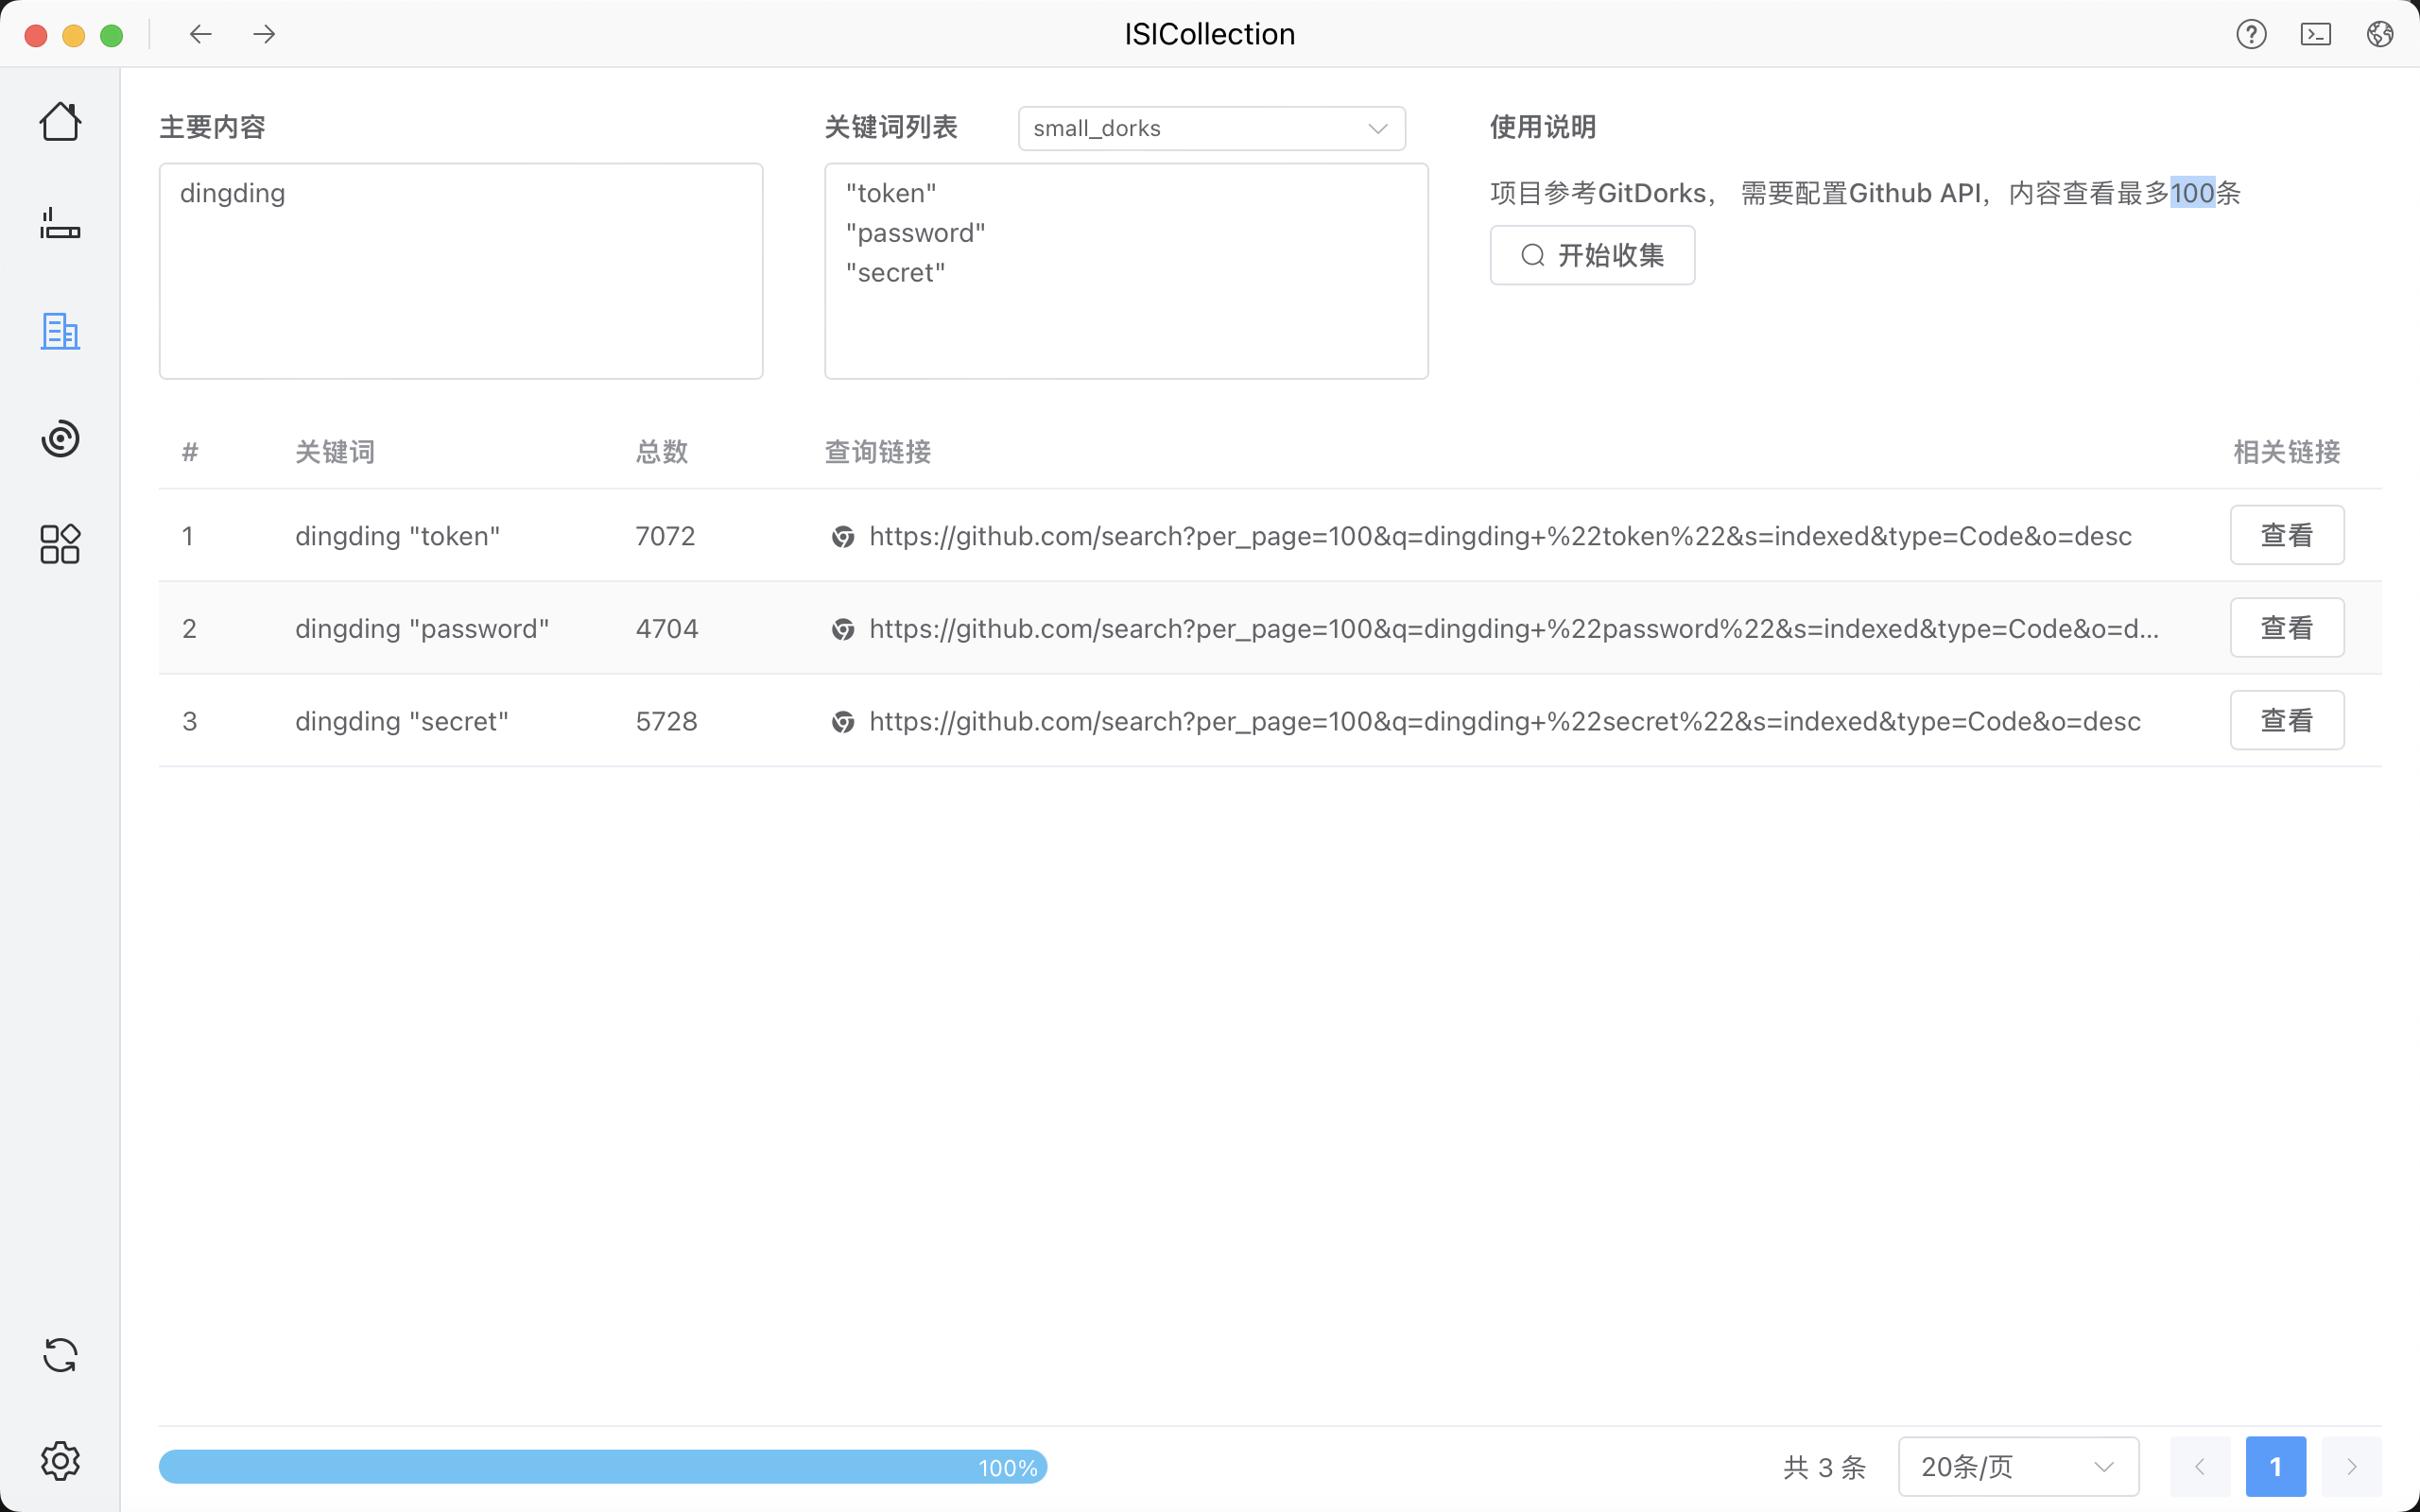 ISICollection
主要内容
dingding
关键词列表
small_dorks
"token"
"password"
"secret"
使用说明
项目参考GitDorks， 需要配置Github API，内容查看最多100条
开始收集
# 关键词 总数 查询链接 相关链接
1 dingding "token" 7072 https://github.com/search?per_page=100&q=dingding+%22token%22&s=indexed&type=Code&o=desc 查看
2 dingding "password" 4704 https://github.com/search?per_page=100&q=dingding+%22password%22&s=indexed&type=Code&o=d... 查看
3 dingding "secret" 5728 https://github.com/search?per_page=100&q=dingding+%22secret%22&s=indexed&type=Code&o=desc 查看
100%
共 3 条 20条/页 1